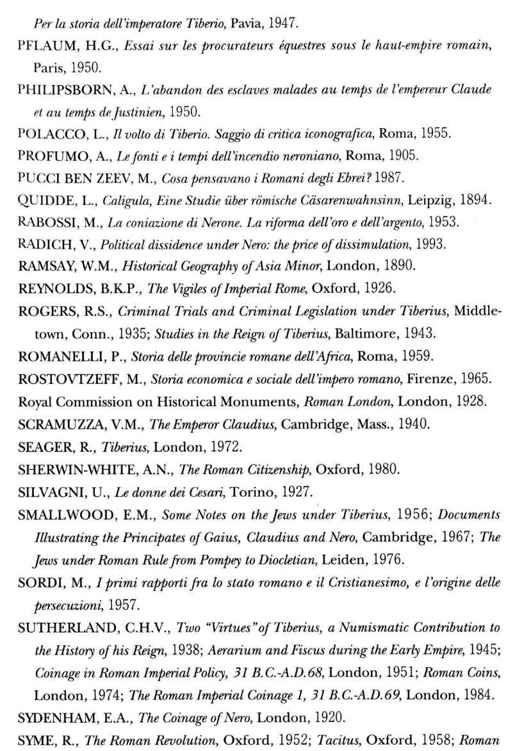 Per la storia dell'imperatore Tiberio, Pavia, 1947.
PFLAUM, H.G., Essai sur les procurateurs équestres sous le haut-empire romain,
Paris, 1950.
PHILIPSBORN, A., L'abandon des esclaves malades au temps de l'empereur Claude
et au temps de Justinien, 1950.
POLACCO, L., Il volto di Tiberio. Saggio di critica iconografica, Roma, 1955.
PROFUMO, A., Le fonti e i tempi dell'incendio neroniano, Roma, 1905.
PUCCI BEN ZEEV, M., Cosa pensavano i Romani degli Ebrei? 1987.
QUIDDE, L., Caligula, Eine Studie über römische Cäsarenwahnsinn, Leipzig, 1894.
RABOSSI, M., La coniazione di Nerone. La riforma dell'oro e dell'argento, 1953.
RADICH, V., Political dissidence under Nero: the price of dissimulation, 1993.
RAMSAY, W.M., Historical Geography of Asia Minor, London, 1890.
REYNOLDS, B.K.P., The Vigiles of Imperial Rome, Oxford, 1926.
ROGERS, R.S., Criminal Trials and Criminal Legislation under Tiberius, Middle-
town, Conn., 1935; Studies in the Reign of Tiberius, Baltimore, 1943.
ROMANELLI, P., Storia delle provincie romane dell'Africa, Roma, 1959.
ROSTOVTZEFF, M., Storia economica e sociale dell'impero romano, Firenze, 1965.
Royal Commission on Historical Monuments, Roman London, London, 1928.
SCRAMUZZA, V.M., The Emperor Claudius, Cambridge, Mass., 1940.
SEAGER, R., Tiberius, London, 1972.
SHERWIN-WHITE, A.N., The Roman Citizenship, Oxford, 1980.
SILVAGNI, U., Le donne dei Cesari, Torino, 1927.
SMALLWOOD, E.M., Some Notes on the Jews under Tiberius, 1956; Documents
Illustrating the Principates of Gaius, Claudius and Nero, Cambridge, 1967; The
Jews under Roman Rule from Pompey to Diocletian, Leiden, 1976.
SORDI, M., I primi rapporti fra lo stato romano e il Cristianesimo, e l'origine delle
persecuzioni, 1957.
SUTHERLAND, C.H.V., Two "Virtues" of Tiberius, a Numismatic Contribution to
the History of his Reign, 1938; Aerarium and Fiscus during the Early Empire, 1945;
Coinage in Roman Imperial Policy, 31 B.C.-A.D. 68, London, 1951; Roman Coins,
London, 1974; The Roman Imperial Coinage 1, 31 B.C.-A.D. 69, London, 1984.
SYDENHAM, E.A., The Coinage of Nero, London, 1920.
SYME, R., The Roman Revolution, Oxford, 1952; Tacitus, Oxford, 1958; Roman